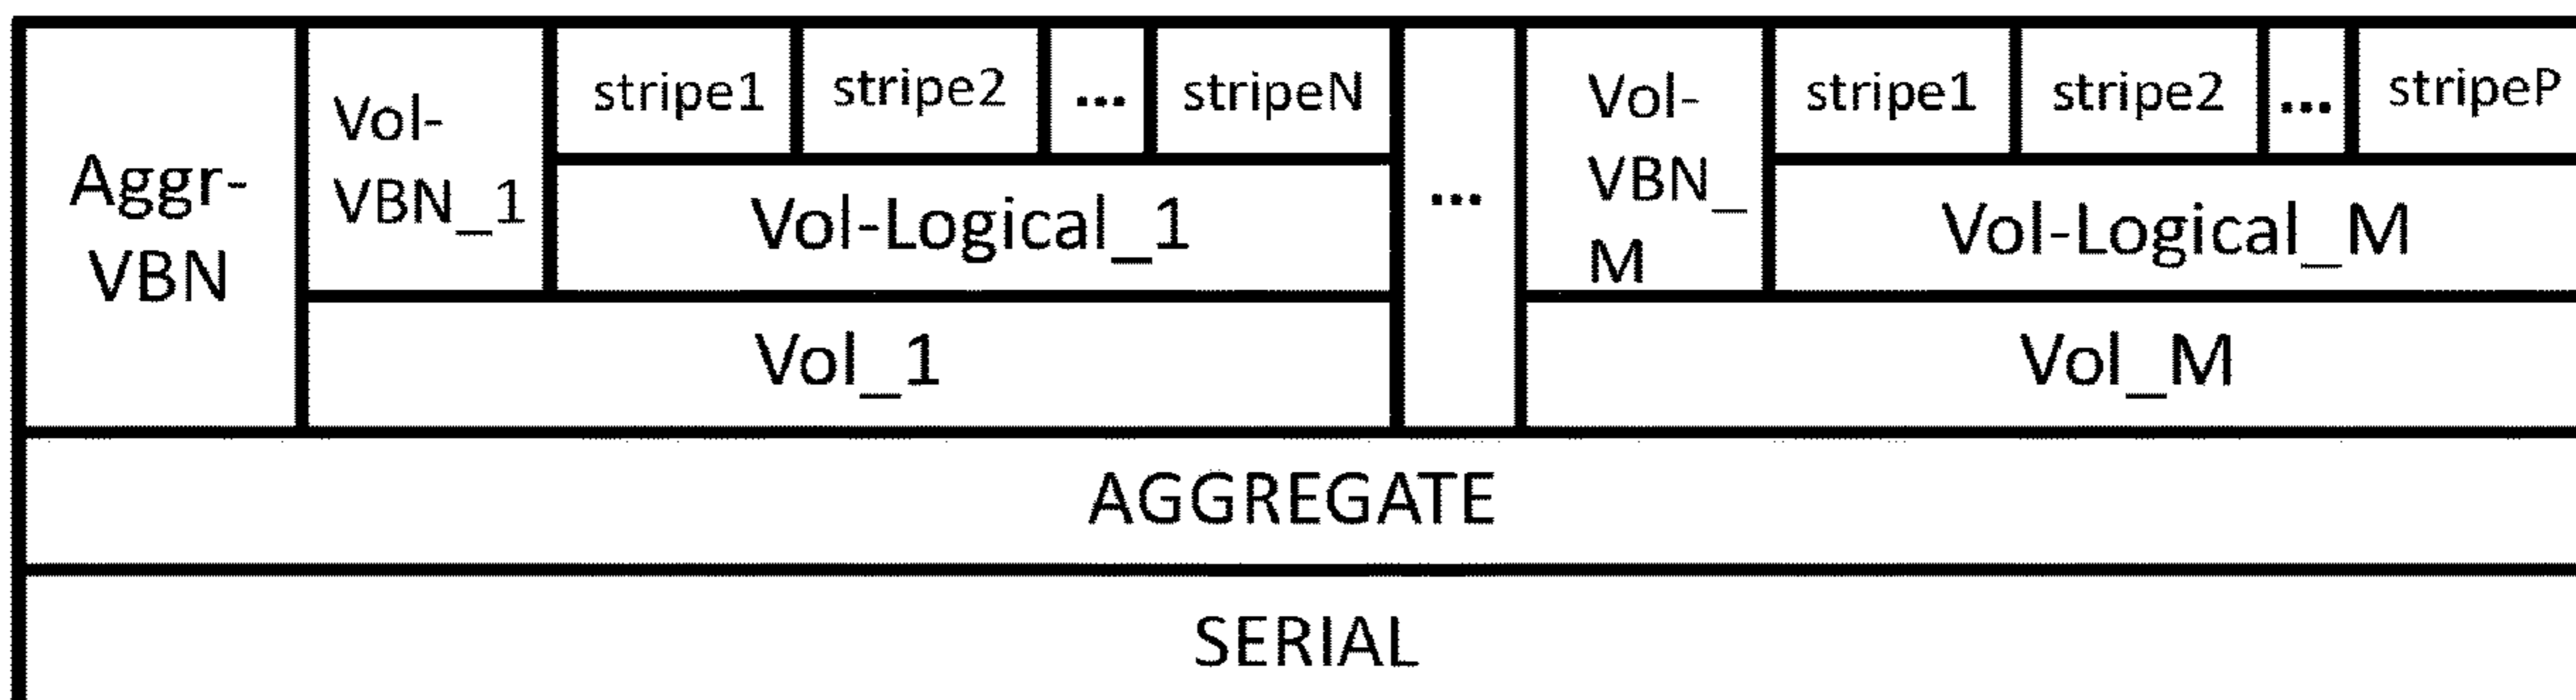 Aggr-
VBN
Vol-
VBN_1
stripe1
stripe2
...
stripeN
Vol-Logical_1
Vol_1
...
Vol-
VBN_
M
stripe1
stripe2
...
stripeP
Vol-Logical_M
Vol_M
AGGREGATE
SERIAL